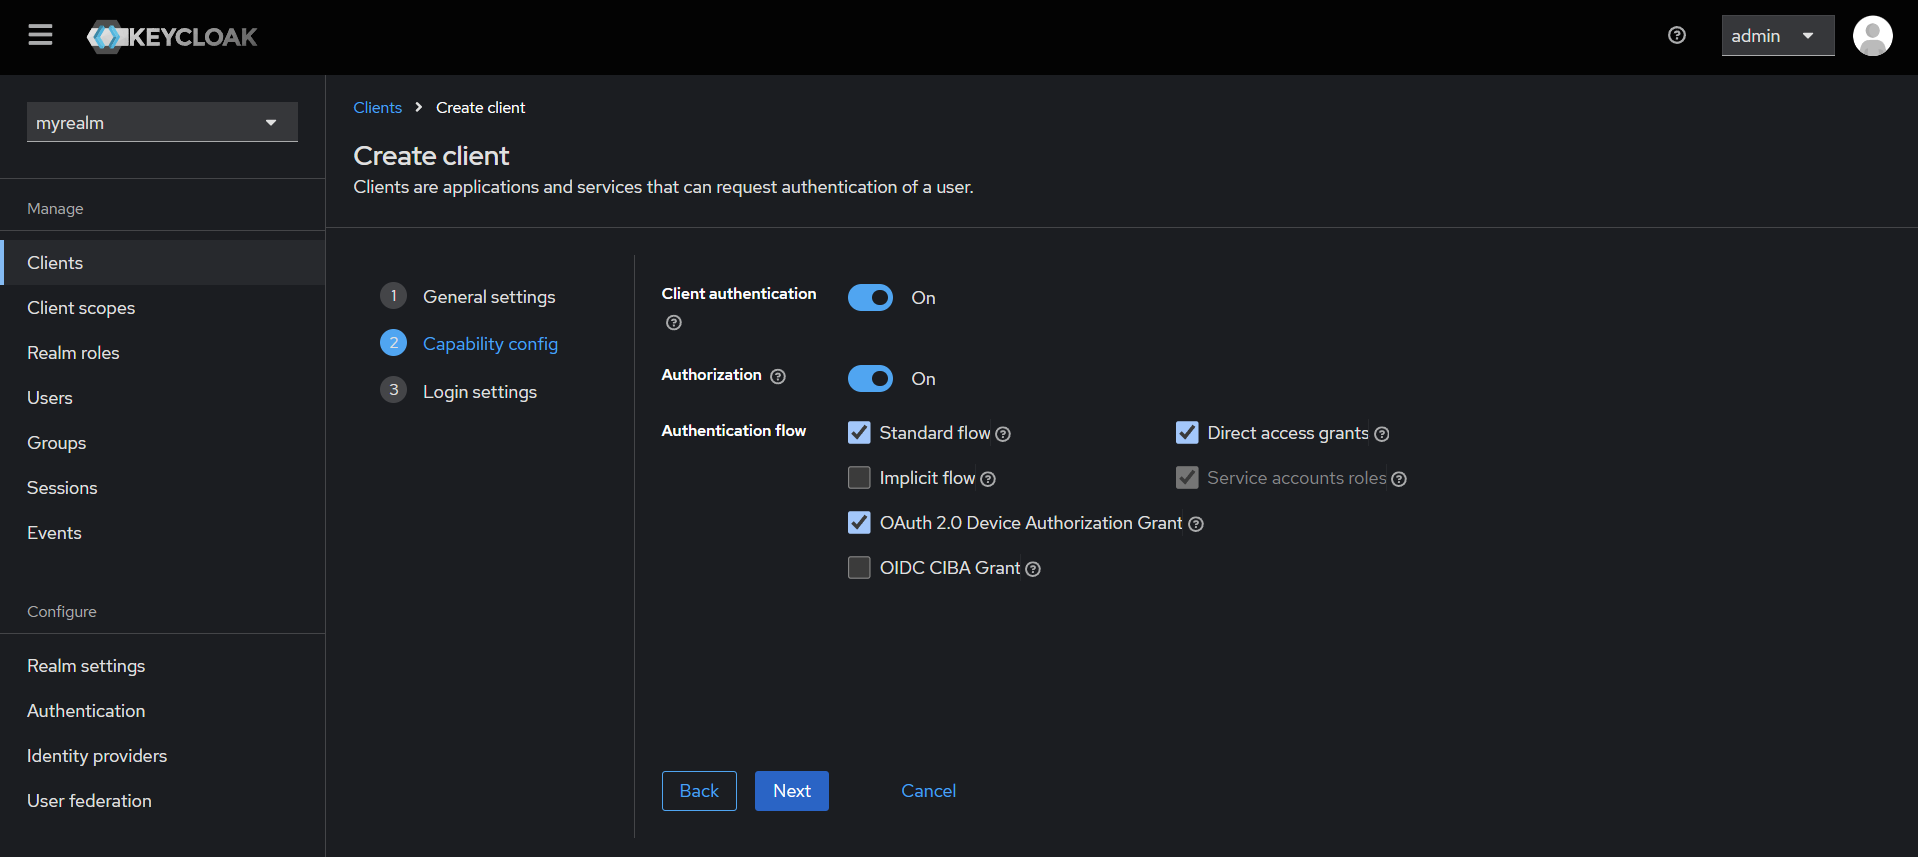 KEYCLOAK
admin
myrealm
Manage
Clients
Client scopes
Realm roles
Users
Groups
Sessions
Events
Configure
Realm settings
Authentication
Identity providers
User federation
Clients > Create client
Create client
Clients are applications and services that can request authentication of a user.
1 General settings
2 Capability config
3 Login settings
Client authentication On
Authorization On
Authentication flow
Standard flow Direct access grants
Implicit flow Service accounts roles
OAuth 2.0 Device Authorization Grant
OIDC CIBA Grant
Back Next Cancel